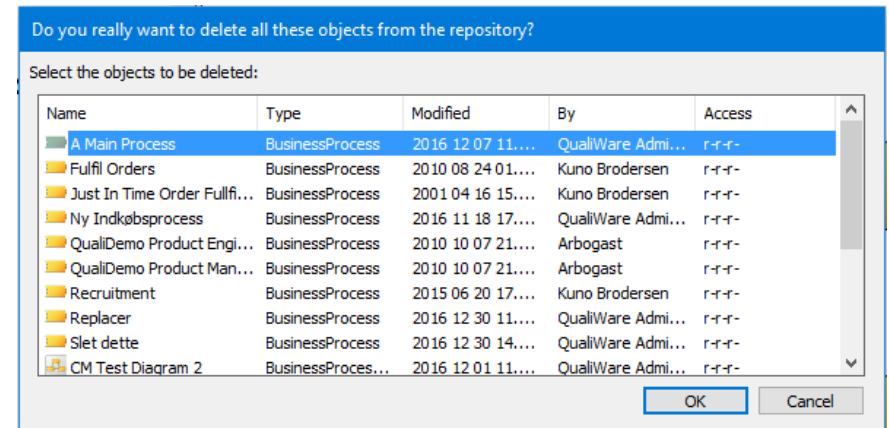 Do you really want to delete all these objects from the repository?
Select the objects to be deleted:
Name Type Modified By Access
A Main Process BusinessProcess 2016 12 07 11.... QualiWare Admi... r-r-r-
Fulfil Orders BusinessProcess 2010 08 24 01.... Kuno Brodersen r-r-r-
Just In Time Order Fullfi... BusinessProcess 2001 04 16 15.... Kuno Brodersen r-r-r-
Ny Indkøbsprocess BusinessProcess 2016 11 18 17.... QualiWare Admi... r-r-r-
QualiDemo Product Engi... BusinessProcess 2010 10 07 21.... Arbogast r-r-r-
QualiDemo Product Man... BusinessProcess 2010 10 07 21.... Arbogast r-r-r-
Recruitment BusinessProcess 2015 06 20 17.... Kuno Brodersen r-r-r-
Replacer BusinessProcess 2016 12 30 11.... QualiWare Admi... r-r-r-
Slet dette BusinessProcess 2016 12 30 14.... QualiWare Admi... r-r-r-
CM Test Diagram 2 BusinessProces... 2016 12 01 11.... QualiWare Admi... r-r-r-
OK Cancel